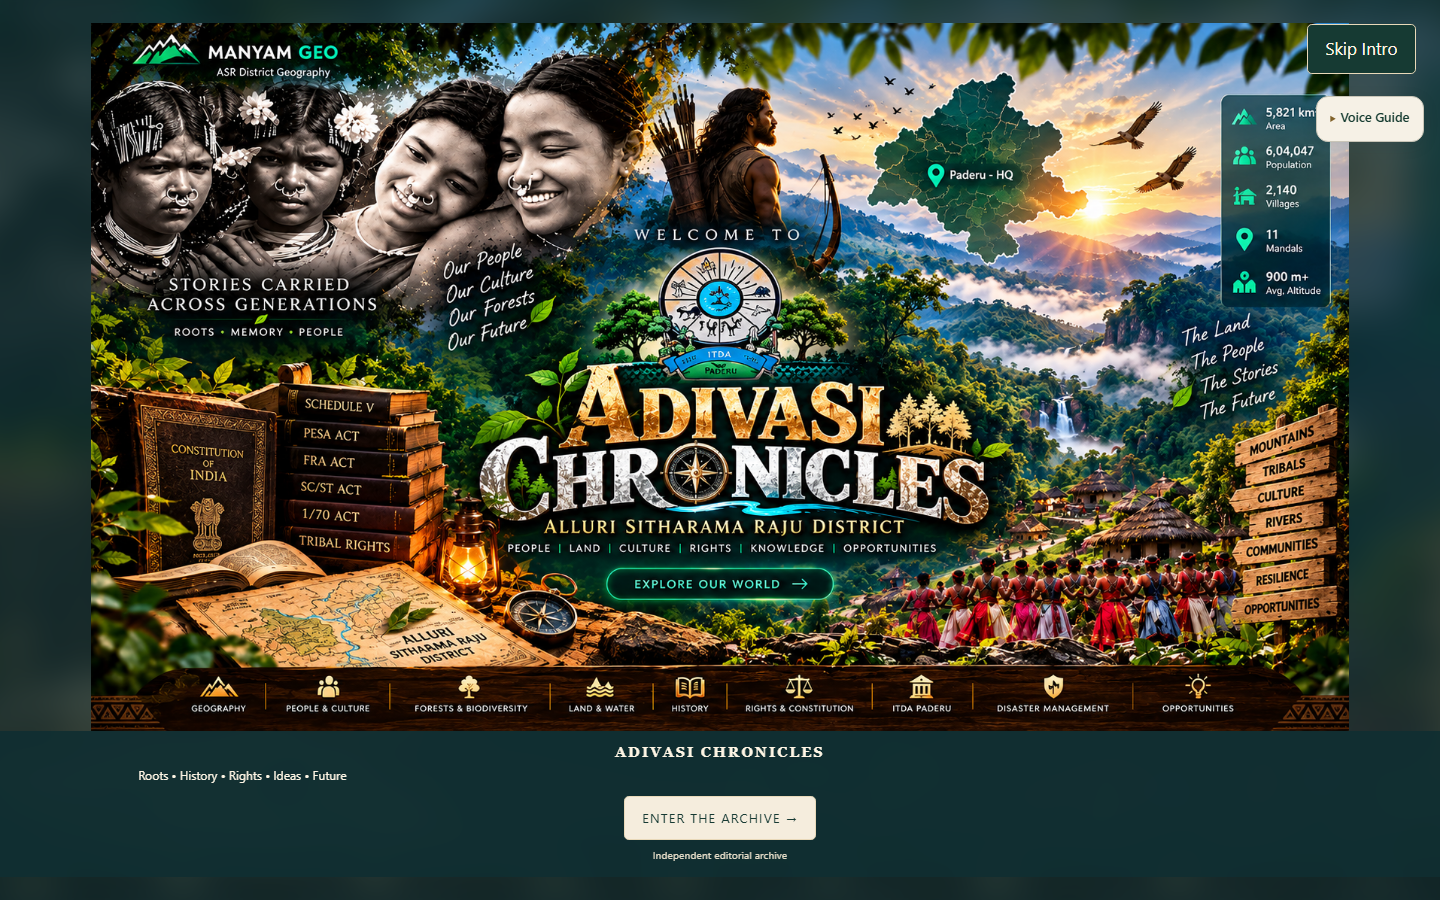 MANYAM GEO
ASR District Geography
Skip Intro
Voice Guide
5,821 km
Area
6,04,047
Population
2,140
Villages
11
Mandals
900 m+
Avg. Altitude
Paderu - HQ
STORIES CARRIED
ACROSS GENERATIONS
ROOTS • MEMORY • PEOPLE
Our People
Our Culture
Our Forests
Our Future
WELCOME TO
ITDA
PADERU
ADIVASI
CHRONICLES
ALLURI SITHARAMA RAJU DISTRICT
PEOPLE | LAND | CULTURE | RIGHTS | KNOWLEDGE | OPPORTUNITIES
EXPLORE OUR WORLD →
The Land
The People
The Stories
The Future
CONSTITUTION
OF
INDIA
SCHEDULE V
PESA ACT
FRA ACT
SC/ST ACT
1/70 ACT
TRIBAL RIGHTS
ALLURI
SITHARAMA RAJU
DISTRICT
MOUNTAINS
TRIBALS
CULTURE
RIVERS
COMMUNITIES
RESILIENCE
OPPORTUNITIES
GEOGRAPHY
PEOPLE & CULTURE
FORESTS & BIODIVERSITY
LAND & WATER
HISTORY
RIGHTS & CONSTITUTION
ITDA PADERU
DISASTER MANAGEMENT
OPPORTUNITIES
ADIVASI CHRONICLES
Roots • History • Rights • Ideas • Future
ENTER THE ARCHIVE →
Independent editorial archive